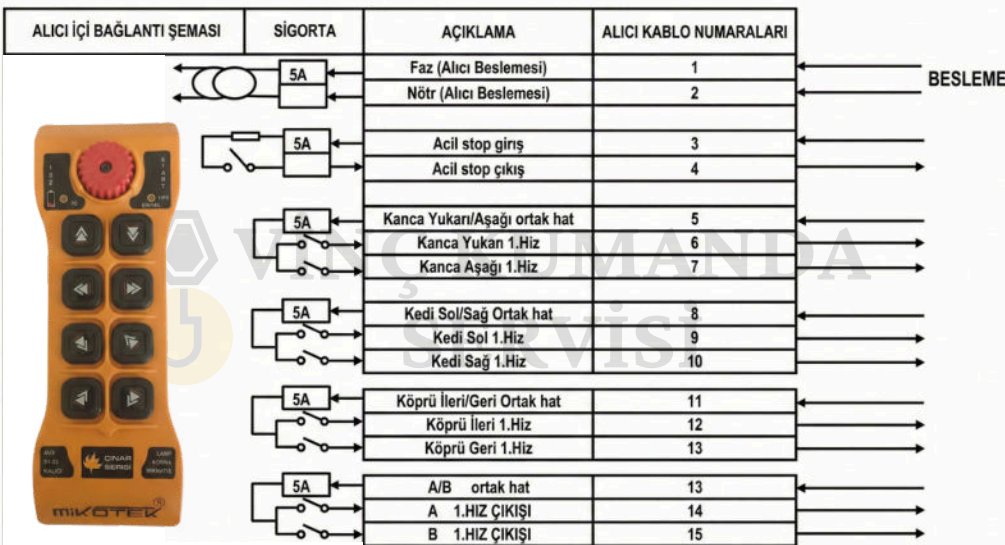 ALICI İÇİ BAĞLANTI ŞEMASI SİGORTA AÇIKLAMA ALICI KABLO NUMARALARI
5A Faz (Alıcı Beslemesi) 1
Nötr (Alıcı Beslemesi) 2
BESLEME
5A Acil stop giriş 3
Acil stop çıkış 4
5A Kanca Yukarı/Aşağı ortak hat 5
Kanca Yukarı 1.Hiz 6
Kanca Aşağı 1.Hiz 7
VİNÇ KUMANDA
SERVİSİ
5A Kedi Sol/Sağ Ortak hat 8
Kedi Sol 1.Hiz 9
Kedi Sağ 1.Hiz 10
5A Köprü İleri/Geri Ortak hat 11
Köprü İleri 1.Hiz 12
Köprü Geri 1.Hiz 13
5A A/B ortak hat 13
A 1.HIZ ÇIKIŞI 14
B 1.HIZ ÇIKIŞI 15
START
ÇINAR
SERİSİ
LAMP
KORNA
mikOTEK